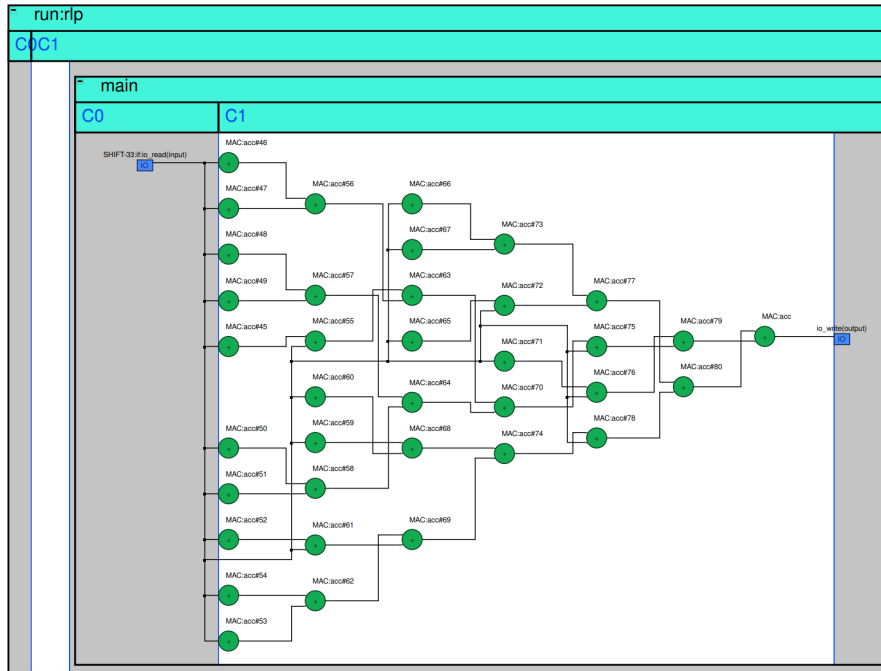 - run:rlp
C0 C1
- main
C0 C1
MAC:acc#46
SHIFT-33:if:io_read(input)
IO
+
MAC:acc#47 MAC:acc#56 MAC:acc#66
+ + +
MAC:acc#48 MAC:acc#67 MAC:acc#73
+ + +
MAC:acc#49 MAC:acc#57 MAC:acc#63 MAC:acc#72 MAC:acc#77
+ + + + +
MAC:acc#45 MAC:acc#55 MAC:acc#65 MAC:acc#71 MAC:acc#75 MAC:acc#79 MAC:acc io_write(output)
+ + + + + + + IO
MAC:acc#60 MAC:acc#64 MAC:acc#70 MAC:acc#76 MAC:acc#80
+ + + + +
MAC:acc#50 MAC:acc#59 MAC:acc#68 MAC:acc#74 MAC:acc#78
+ + + + +
MAC:acc#51 MAC:acc#58
+ +
MAC:acc#52 MAC:acc#61 MAC:acc#69
+ + +
MAC:acc#54 MAC:acc#62
+ +
MAC:acc#53
+